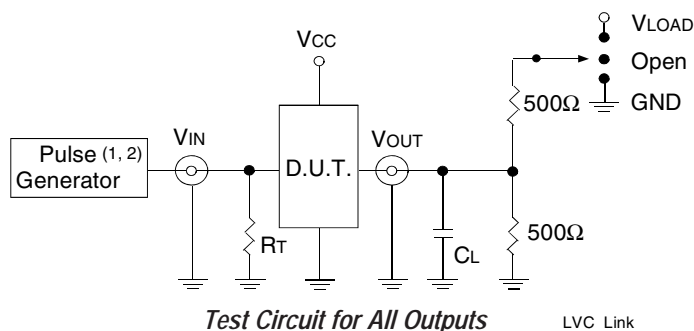 VLOAD
VCC
Open
500Ω
GND
VIN
VOUT
Pulse (1, 2)
Generator
D.U.T.
RT
CL
500Ω
Test Circuit for All Outputs
LVC Link